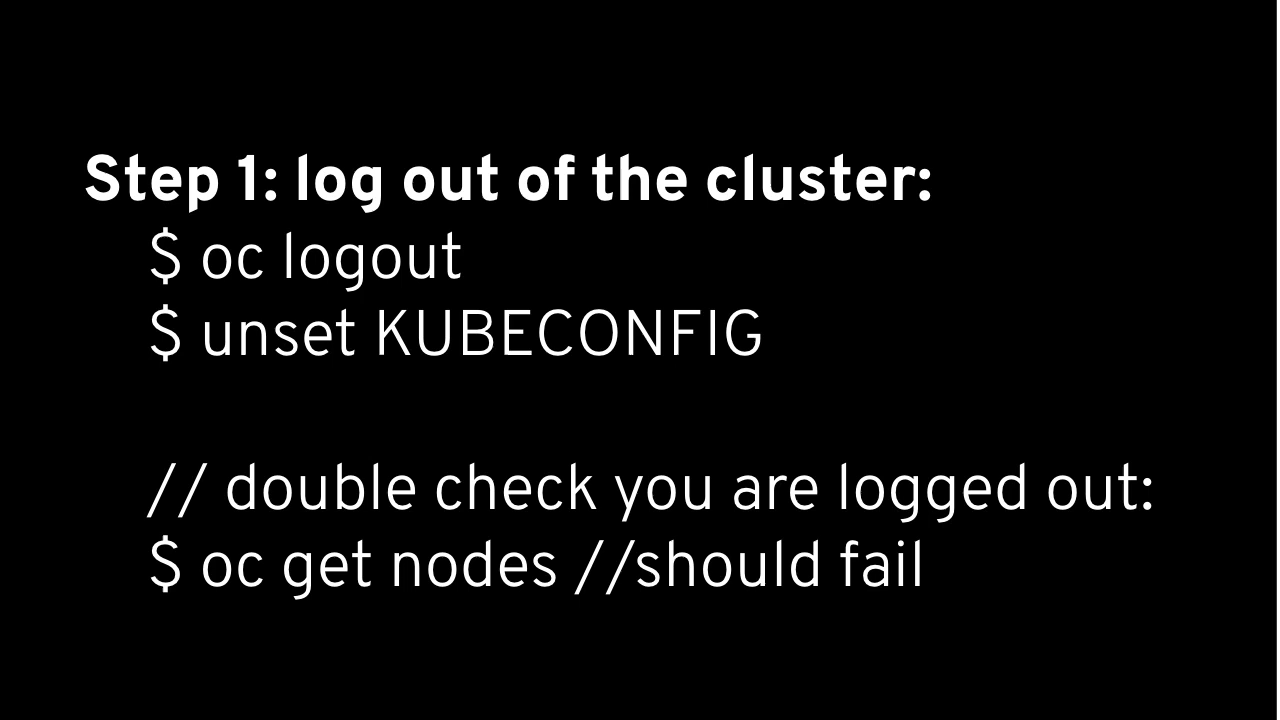 Step 1: log out of the cluster:
$ oc logout
$ unset KUBECONFIG
// double check you are logged out:
$ oc get nodes //should fail